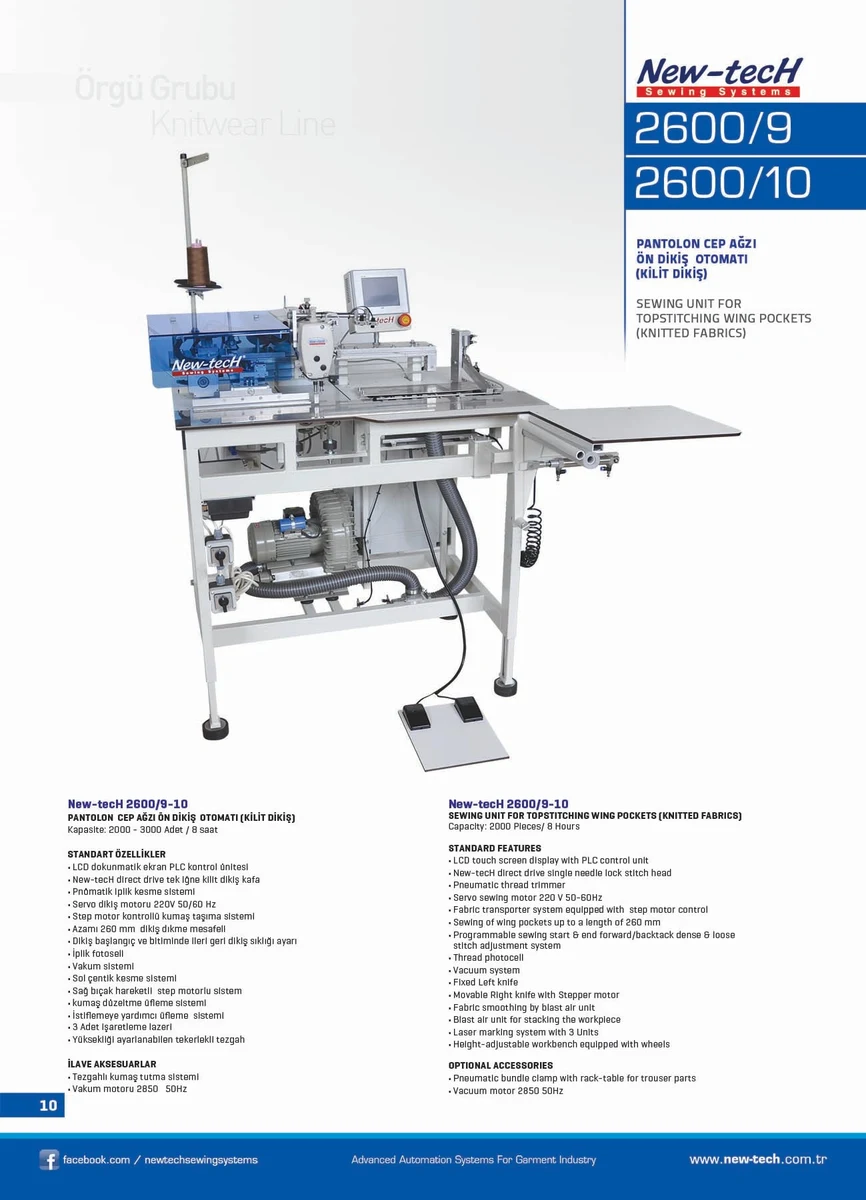 Örgü Grubu
Knitwear Line
New-tecH
Sewing Systems
2600/9
2600/10
PANTOLON CEP AĞZI
ÖN DİKİŞ OTOMATI
(KİLİT DİKİŞ)
SEWING UNIT FOR
TOPSTITCHING WING POCKETS
(KNITTED FABRICS)
New-tecH
Sewing Systems
New-tecH 2600/9-10
PANTOLON CEP AĞZI ÖN DİKİŞ OTOMATI (KİLİT DİKİŞ)
Kapasite: 2000 - 3000 Adet / 8 saat
STANDART ÖZELLİKLER
• LCD dokunmatik ekran PLC kontrol ünitesi
• New-tecH direct drive tek iğne kilit dikiş kafa
• Pnömatik iplik kesme sistemi
• Servo dikiş motoru 220V 50/60 Hz
• Step motor kontrollü kumaş taşıma sistemi
• Azami 260 mm dikiş dikme mesafeli
• Dikiş başlangıç ve bitiminde ileri geri dikiş sıklığı ayarı
• İplik fotoseli
• Vakum sistemi
• Sol çentik kesme sistemi
• Sağ bıçak hareketli step motorlu sistem
• kumaş düzeltme üfleme sistemi
• İstiflemeye yardımcı üfleme sistemi
• 3 Adet işaretleme lazeri
• Yüksekliği ayarlanabilen tekerlekli tezgah
İLAVE AKSESUARLAR
• Tezgahlı kumaş tutma sistemi
• Vakum motoru 2850 50Hz
New-tecH 2600/9-10
SEWING UNIT FOR TOPSTITCHING WING POCKETS (KNITTED FABRICS)
Capacity: 2000 Pieces/ 8 Hours
STANDARD FEATURES
• LCD touch screen display with PLC control unit
• New-tecH direct drive single needle lock stitch head
• Pneumatic thread trimmer
• Servo sewing motor 220 V 50-60Hz
• Fabric transporter system equipped with step motor control
• Sewing of wing pockets up to a length of 260 mm
• Programmable sewing start & end forward/backtack dense & loose
stitch adjustment system
• Thread photocell
• Vacuum system
• Fixed Left knife
• Movable Right knife with Stepper motor
• Fabric smoothing by blast air unit
• Blast air unit for stacking the workpiece
• Laser marking system with 3 Units
• Height-adjustable workbench equipped with wheels
OPTIONAL ACCESSORIES
• Pneumatic bundle clamp with rack-table for trouser parts
• Vacuum motor 2850 50Hz
10
facebook.com / newtechsewingsystems
Advanced Automation Systems For Garment Industry
www.new-tech.com.tr